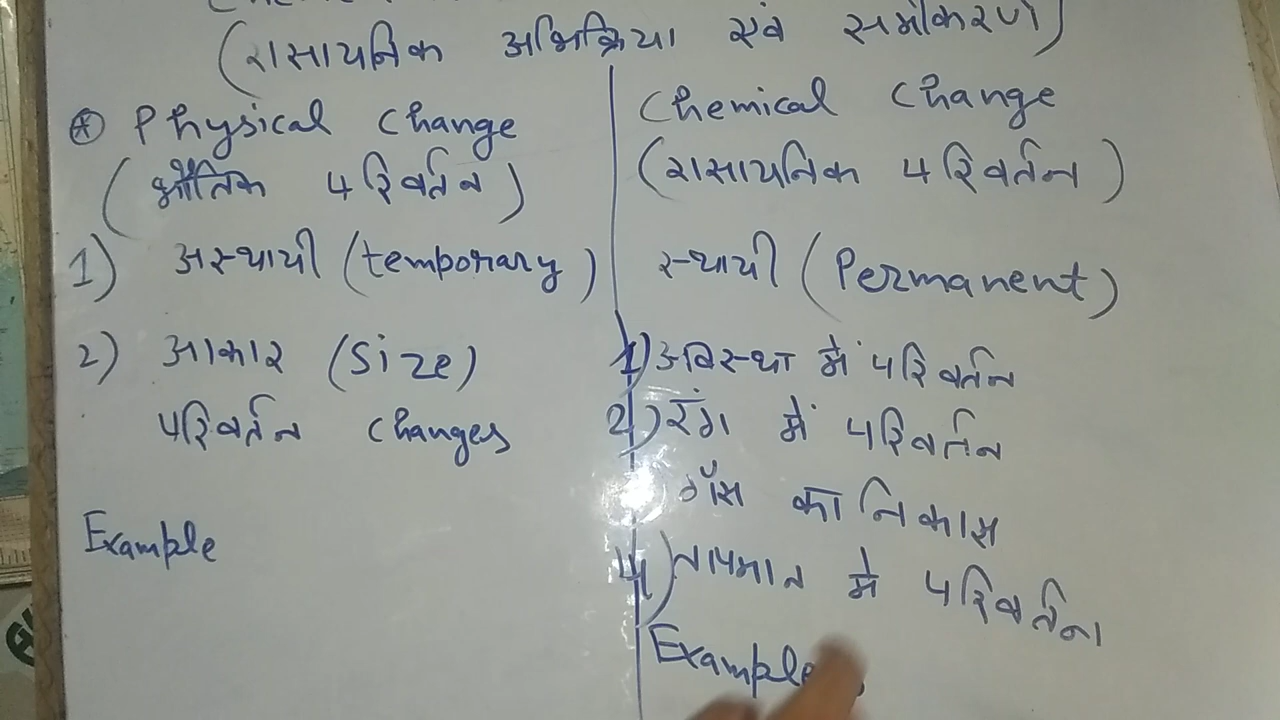 (रासायनिक अभिक्रिया एवं समीकरण)
Physical Change
(भौतिक परिवर्तन)
1) अस्थायी (temporary)
2) आकार (Size)
परिवर्तन changes
Example
Chemical Change
(रासायनिक परिवर्तन)
स्थायी (Permanent)
1) अवस्था में परिवर्तन
2) रंग में परिवर्तन
गैस का निकास
4) तापमान में परिवर्तन
Example